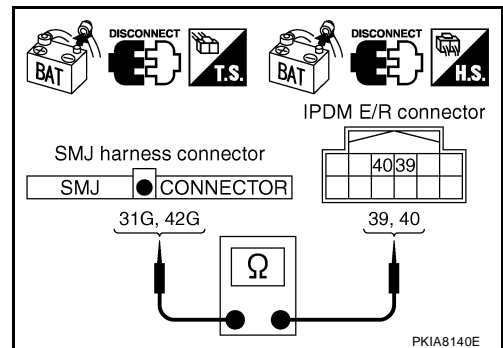 DISCONNECT DISCONNECT
BAT T.S. BAT H.S.
IPDM E/R connector
SMJ harness connector
40 39
SMJ CONNECTOR
31G, 42G 39, 40
Ω
PKIA8140E